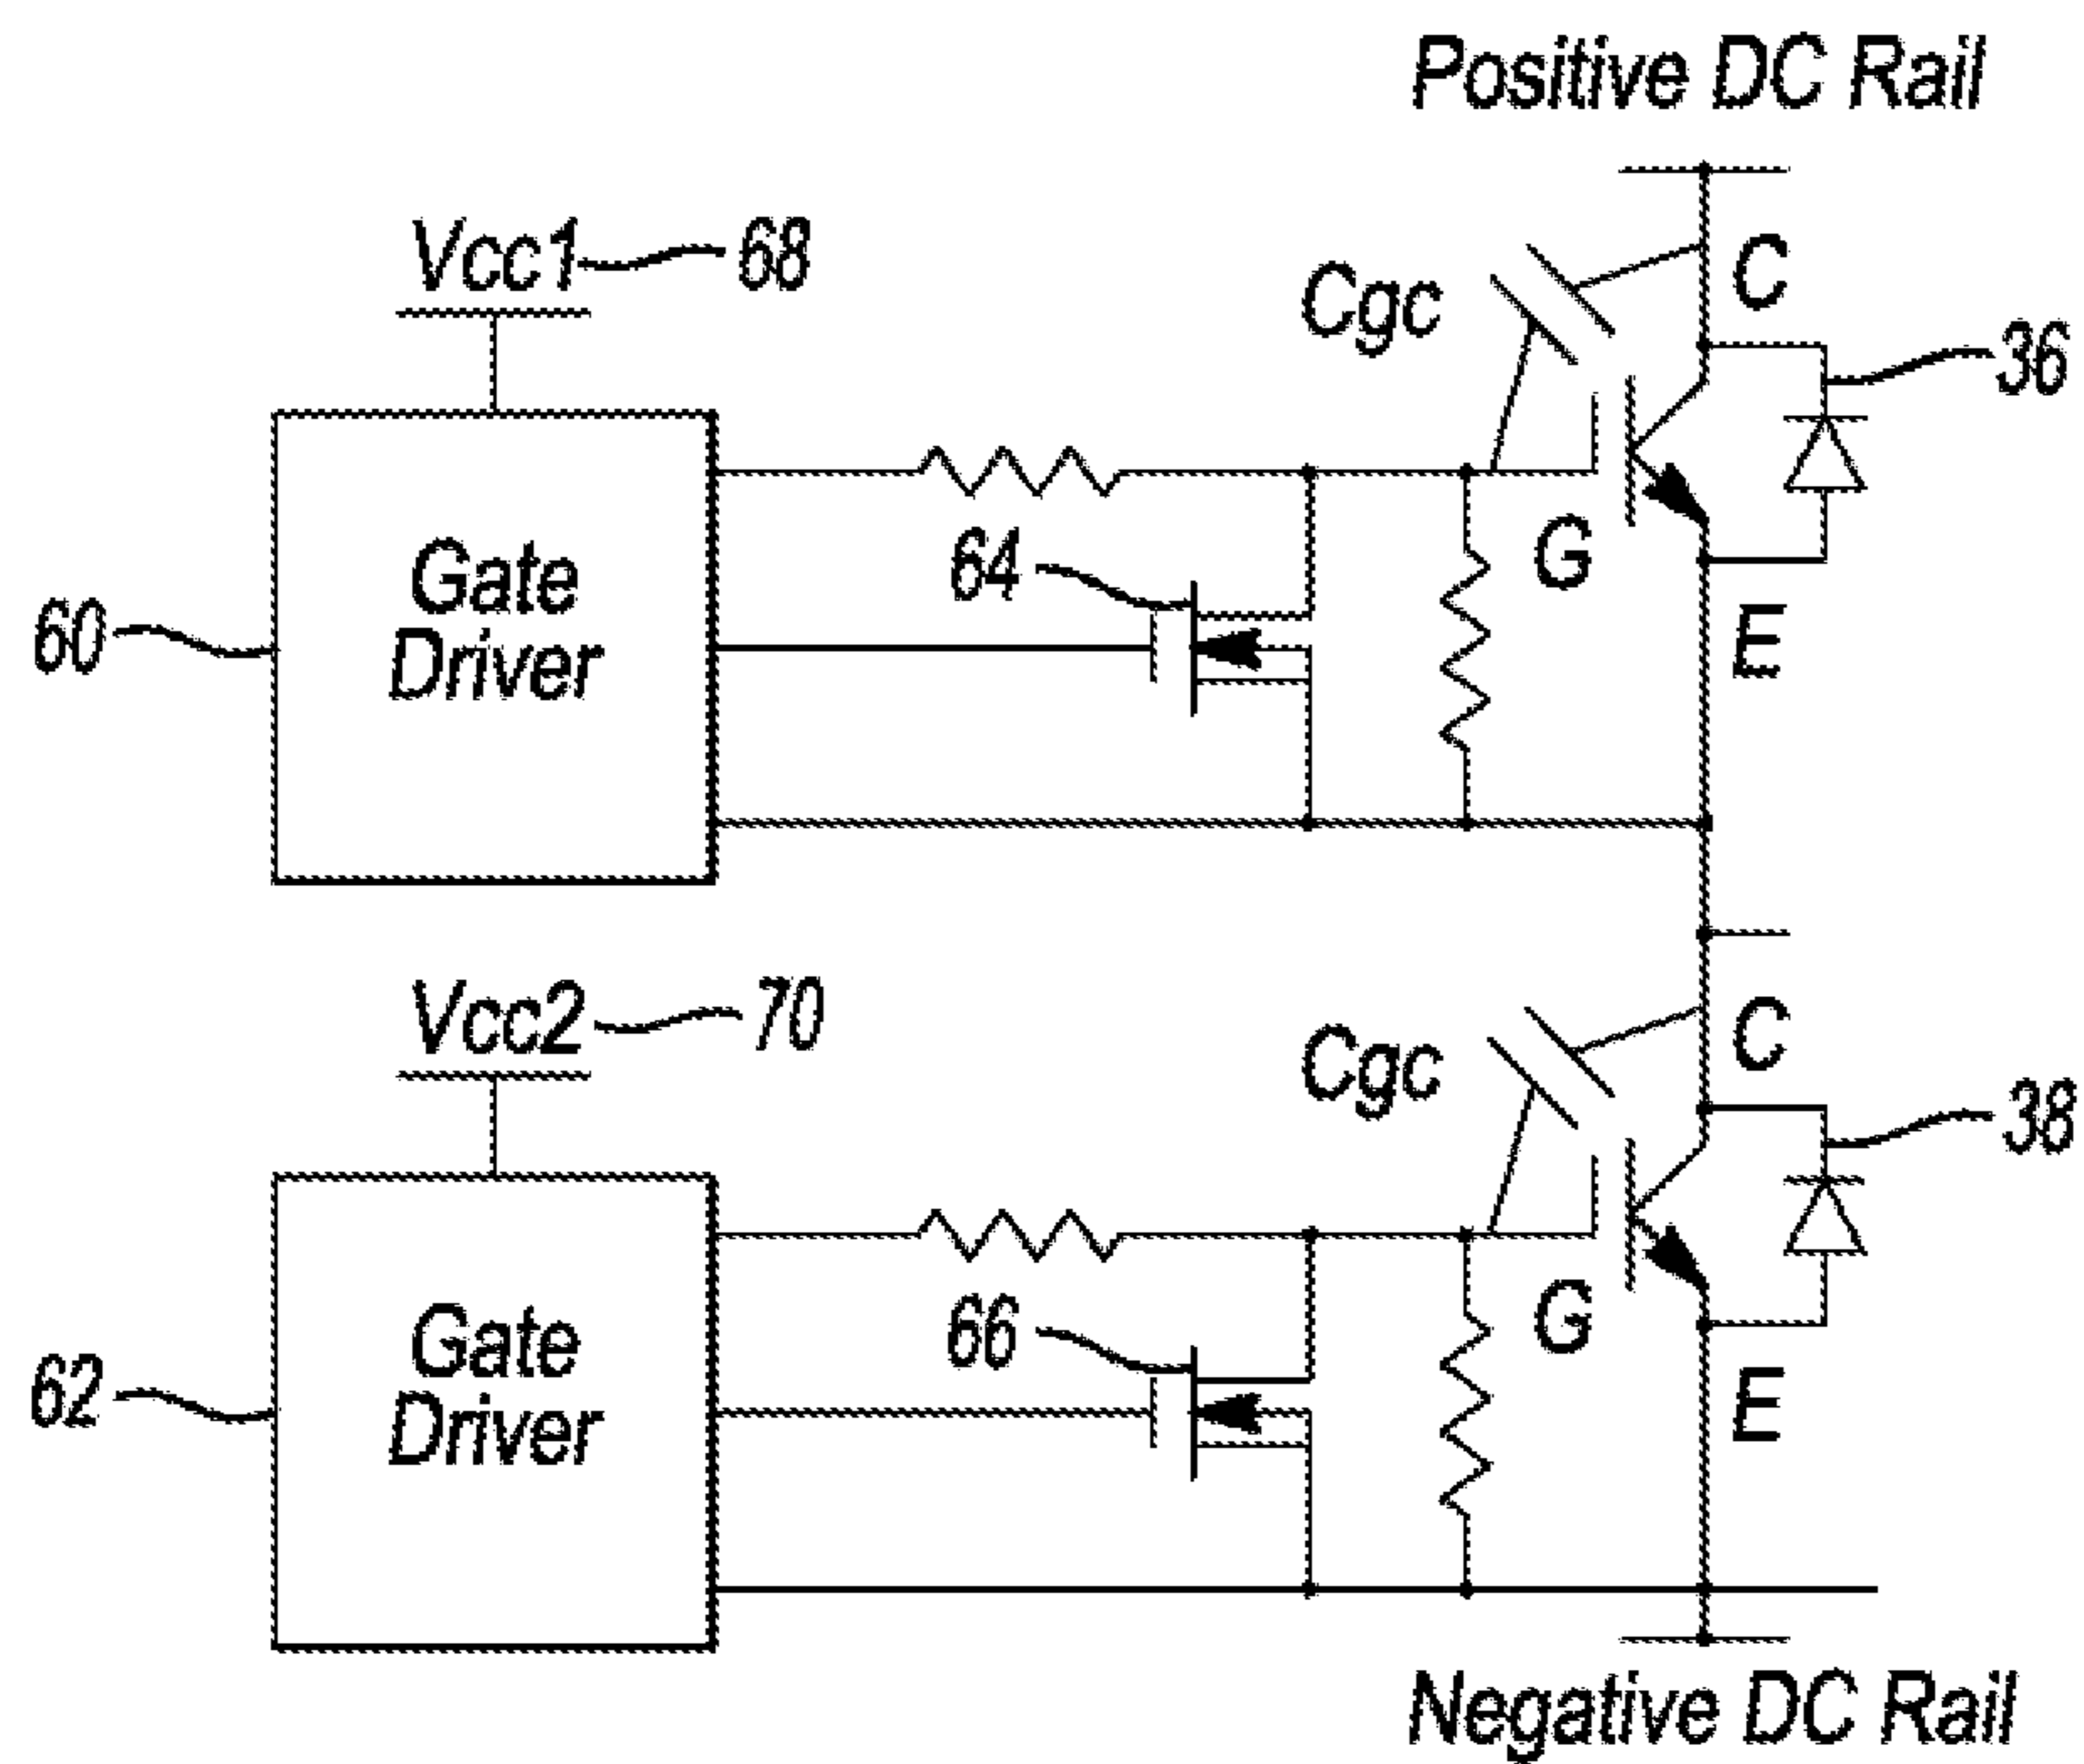 Positive DC Rail
Vcc1 68
Cgc
C
36
Gate
Driver
64
G
60
E
Vcc2 70
Cgc
C
38
Gate
Driver
66
G
62
E
Negative DC Rail